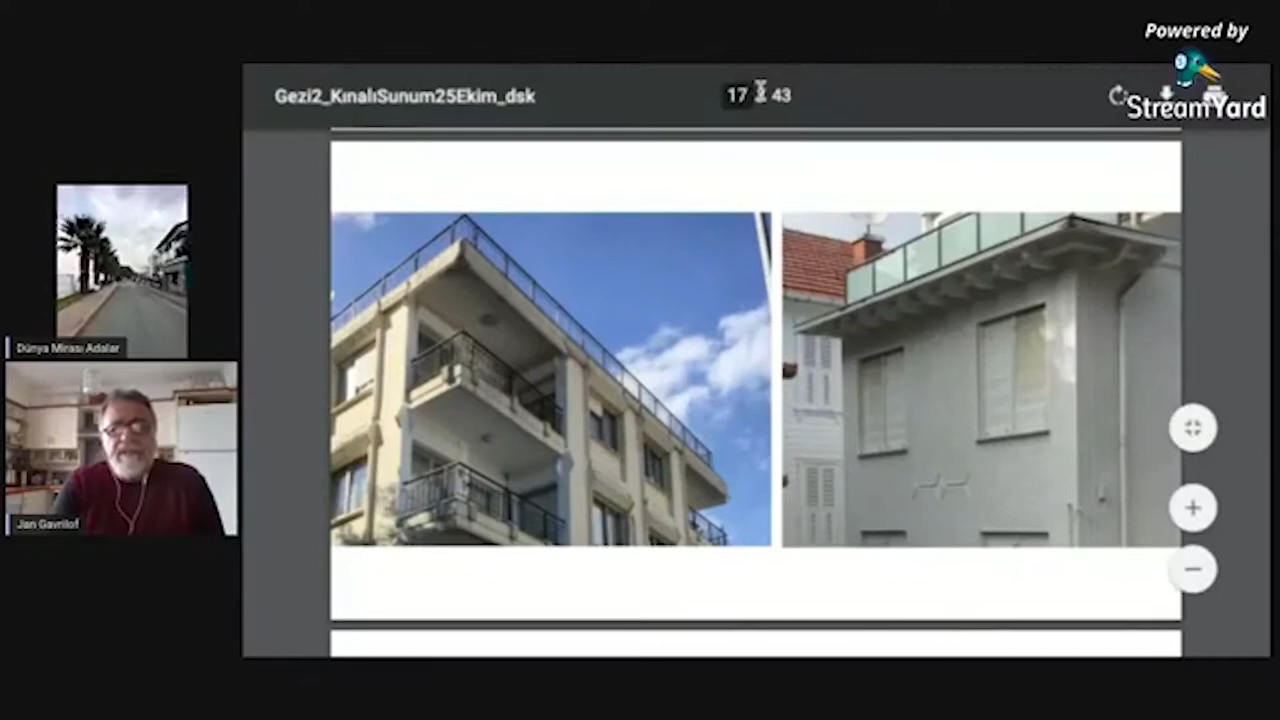 Powered by
StreamYard
Gezi2_KınalıSunum25Ekim_dsk
17
43
Dünya Mirası Adalar
Jan Gavrilof